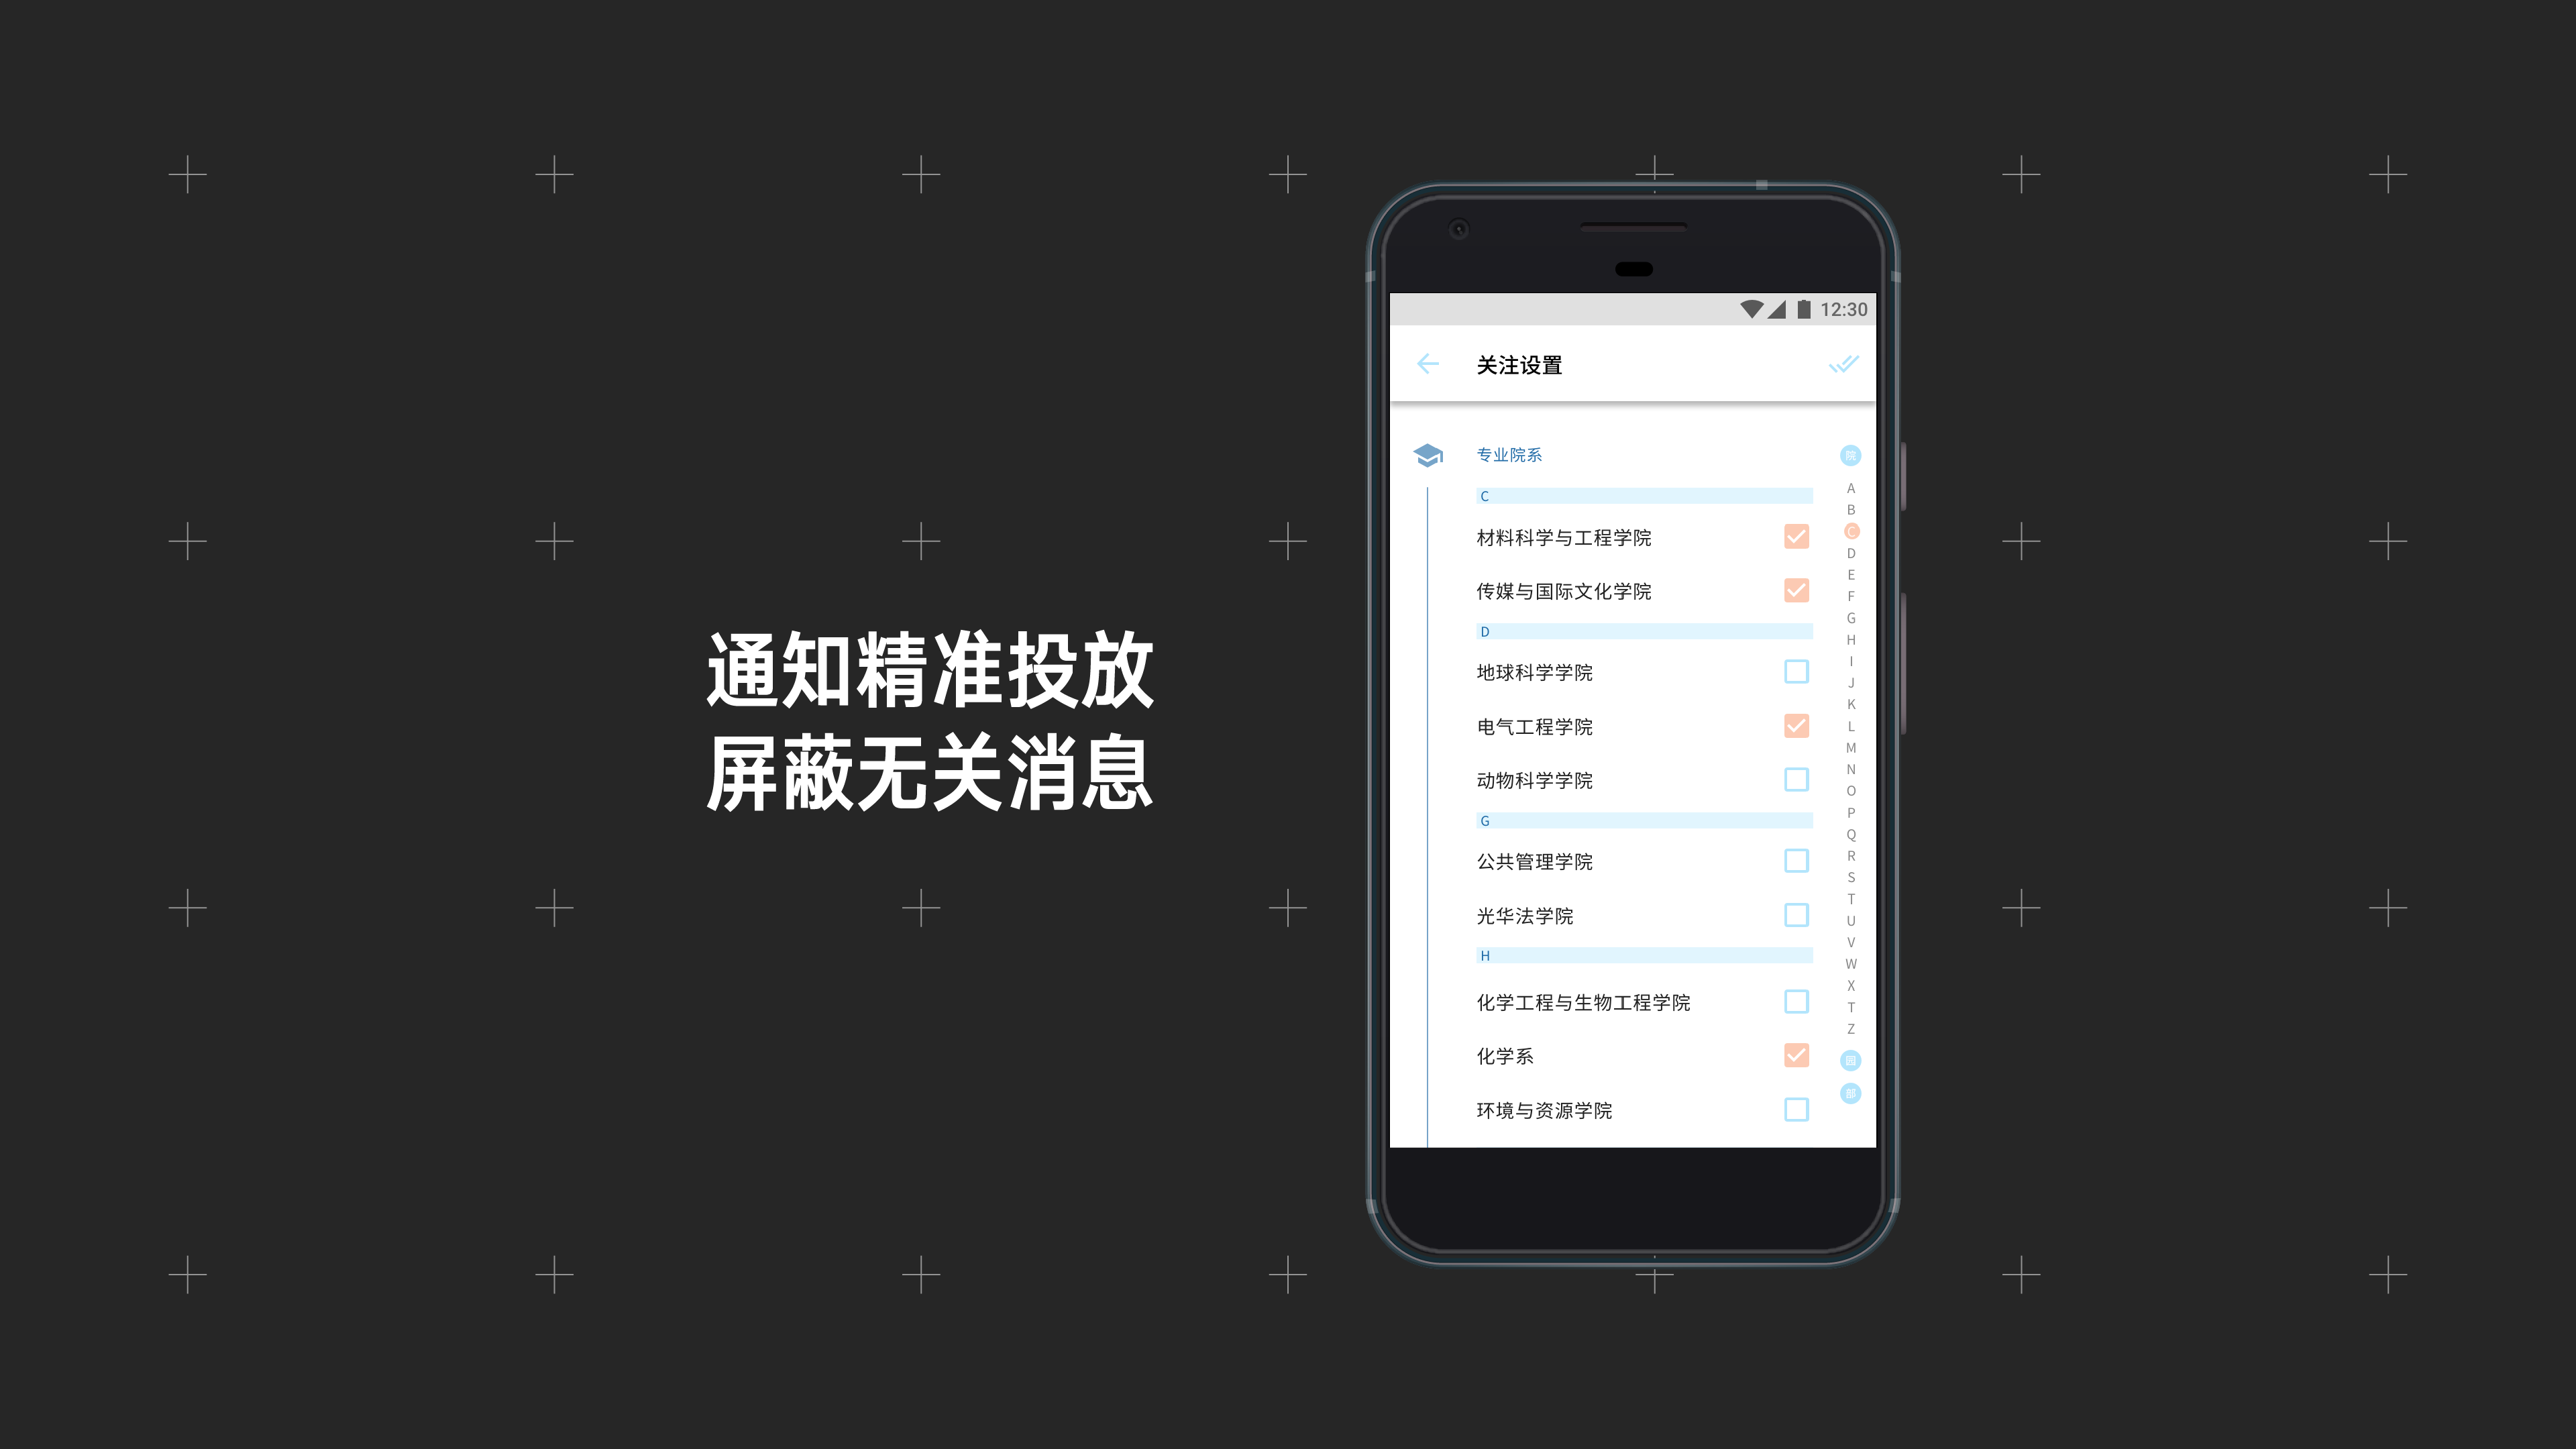 通知精准投放
屏蔽无关消息
12:30
关注设置
专业院系
院
C
材料科学与工程学院
传媒与国际文化学院
D
地球科学学院
电气工程学院
动物科学学院
G
公共管理学院
光华法学院
H
化学工程与生物工程学院
化学系
环境与资源学院
A
B
C
D
E
F
G
H
I
J
K
L
M
N
O
P
Q
R
S
T
U
V
W
X
T
Z
园
部